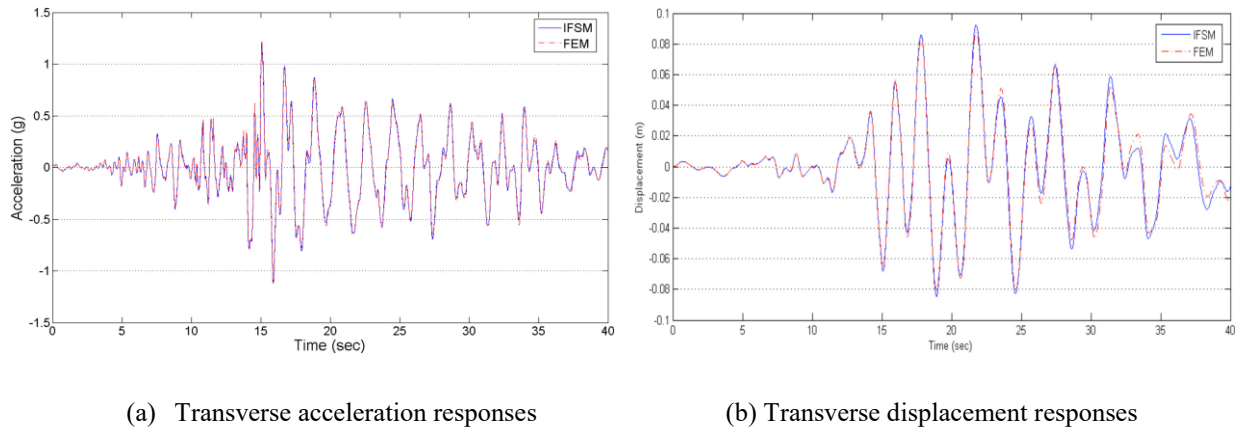 1.5
1
0.5
0
-0.5
-1
-1.5
Acceleration (g)
0 5 10 15 20 25 30 35 40
Time (sec)
IFSM
FEM
0.1
0.08
0.06
0.04
0.02
0
-0.02
-0.04
-0.06
-0.08
-0.1
Displacement (m)
0 5 10 15 20 25 30 35 40
Time (sec)
IFSM
FEM
(a) Transverse acceleration responses
(b) Transverse displacement responses